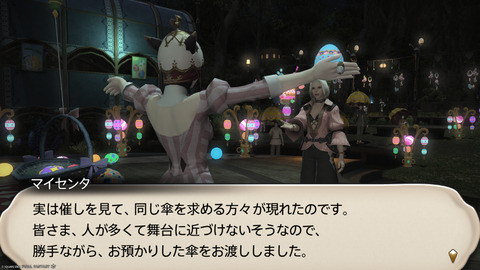 マイセンタ
実は催しを見て、同じ傘を求める方々が現れたのです。
皆さま、人が多くて舞台に近づけないそうなので、
勝手ながら、お預かりした傘をお渡ししました。